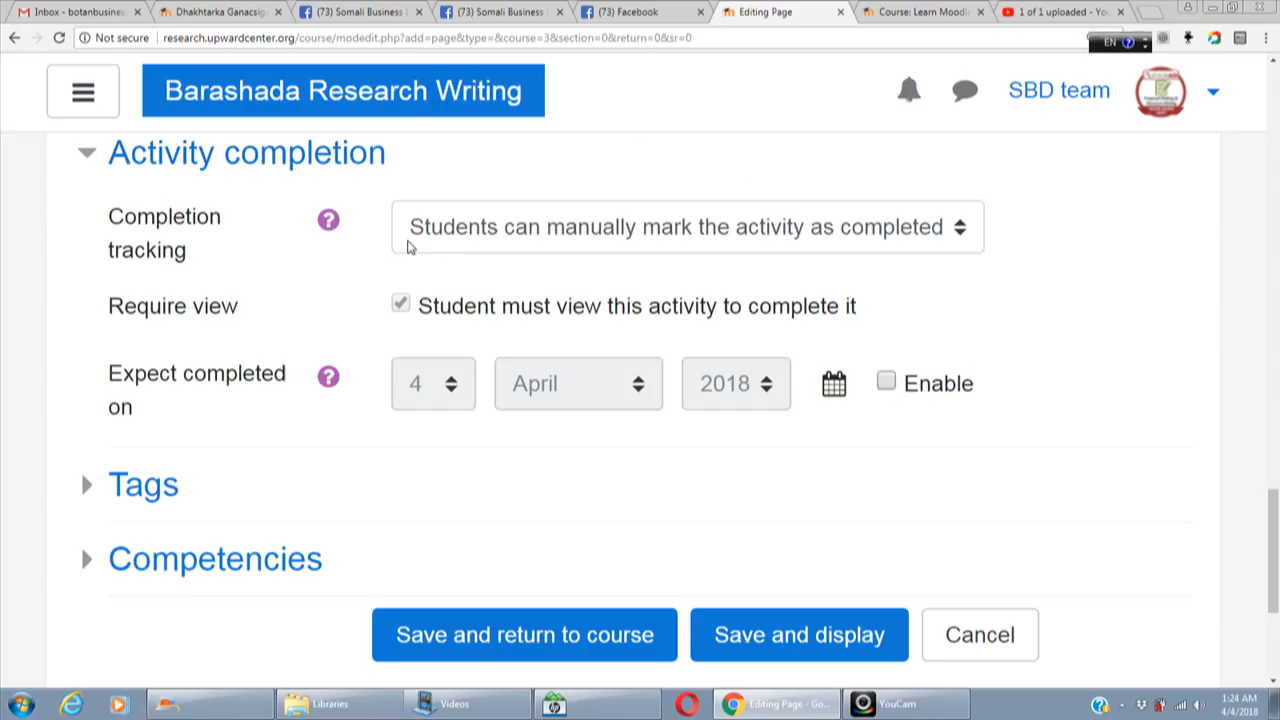 Inbox - botanbusines
Dhakhtarka Ganacsig
(73) Somali Business
(73) Somali Business
(73) Facebook
Editing Page
Course: Learn Moodl
1 of 1 uploaded - You
Not secure
research.upwardcenter.org/course/modedit.php?add=page&type=&course=3&section=0&return=0&sr=0
EN
Barashada Research Writing
SBD team
Activity completion
Completion tracking
Students can manually mark the activity as completed
Require view
Student must view this activity to complete it
Expect completed on
4
April
2018
Enable
Tags
Competencies
Save and return to course
Save and display
Cancel
Libraries
Videos
Editing Page - Go...
YouCam
1:24 AM
4/4/2018